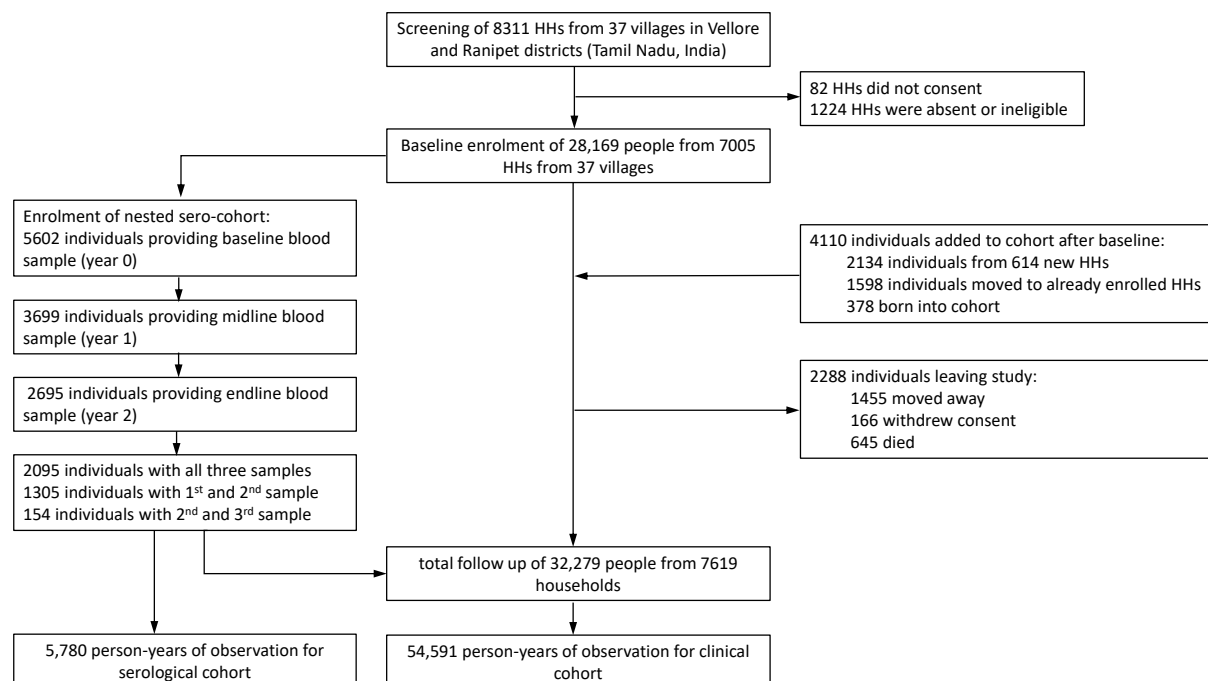 Screening of 8311 HHs from 37 villages in Vellore
and Ranipet districts (Tamil Nadu, India)
82 HHs did not consent
1224 HHs were absent or ineligible
Baseline enrolment of 28,169 people from 7005
HHs from 37 villages
Enrolment of nested sero-cohort:
5602 individuals providing baseline blood
sample (year 0)
4110 individuals added to cohort after baseline:
2134 individuals from 614 new HHs
1598 individuals moved to already enrolled HHs
378 born into cohort
3699 individuals providing midline blood
sample (year 1)
2695 individuals providing endline blood
sample (year 2)
2288 individuals leaving study:
1455 moved away
166 withdrew consent
645 died
2095 individuals with all three samples
1305 individuals with 1st and 2nd sample
154 individuals with 2nd and 3rd sample
total follow up of 32,279 people from 7619
households
5,780 person-years of observation for
serological cohort
54,591 person-years of observation for clinical
cohort